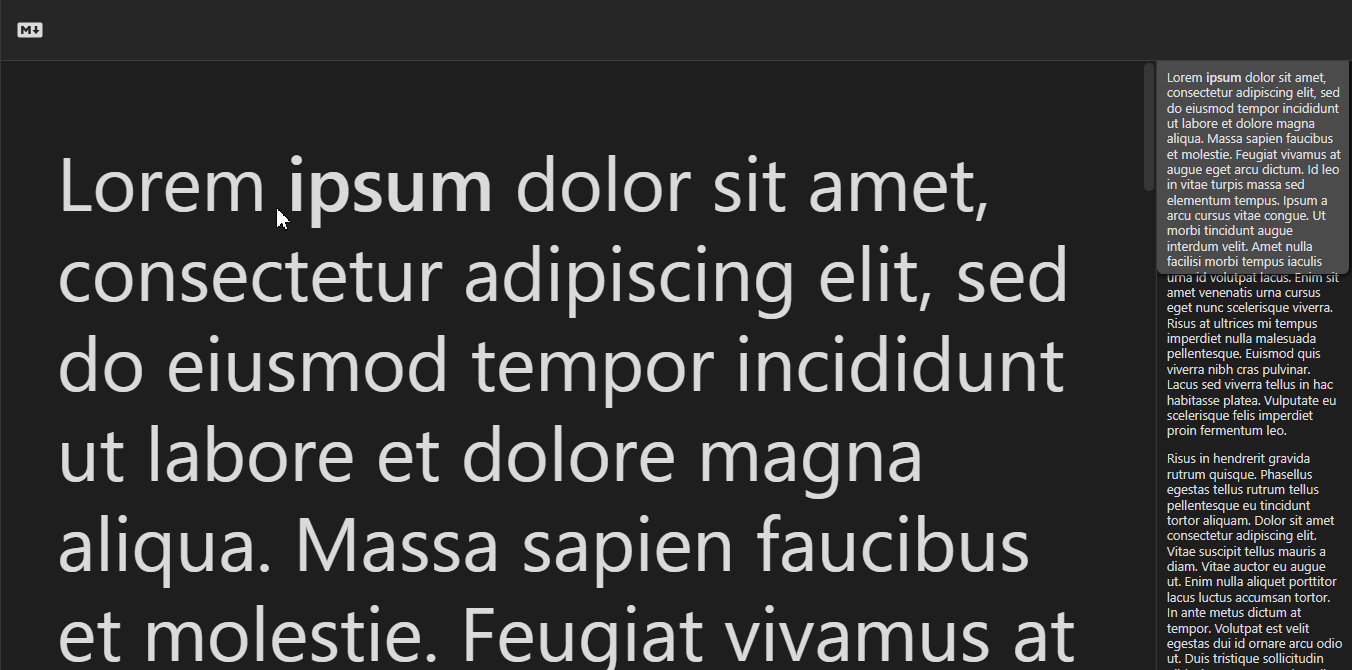 M
Lorem ipsum dolor sit amet,
consectetur adipiscing elit, sed
do eiusmod tempor incididunt
ut labore et dolore magna
aliqua. Massa sapien faucibus
et molestie. Feugiat vivamus at
Lorem ipsum dolor sit amet,
consectetur adipiscing elit, sed
do eiusmod tempor incididunt
ut labore et dolore magna
aliqua. Massa sapien faucibus
et molestie. Feugiat vivamus at
augue eget arcu dictum. Id leo
in vitae turpis massa sed
elementum tempus. Ipsum a
arcu cursus vitae congue. Ut
morbi tincidunt augue
interdum velit. Amet nulla
facilisi morbi tempus iaculis
urna id volutpat lacus. Enim sit
amet venenatis urna cursus
eget nunc scelerisque viverra.
Risus at ultrices mi tempus
imperdiet nulla malesuada
pellentesque. Euismod quis
viverra nibh cras pulvinar.
Lacus sed viverra tellus in hac
habitasse platea. Vulputate eu
scelerisque felis imperdiet
proin fermentum leo.
Risus in hendrerit gravida
rutrum quisque. Phasellus
egestas tellus rutrum tellus
pellentesque eu tincidunt
tortor aliquam. Dolor sit amet
consectetur adipiscing elit.
Vitae suscipit tellus mauris a
diam. Vitae auctor eu augue
ut. Enim nulla aliquet porttitor
lacus luctus accumsan tortor.
In ante metus dictum at
tempor. Volutpat est velit
egestas dui id ornare arcu odio
ut. Duis tristique sollicitudin